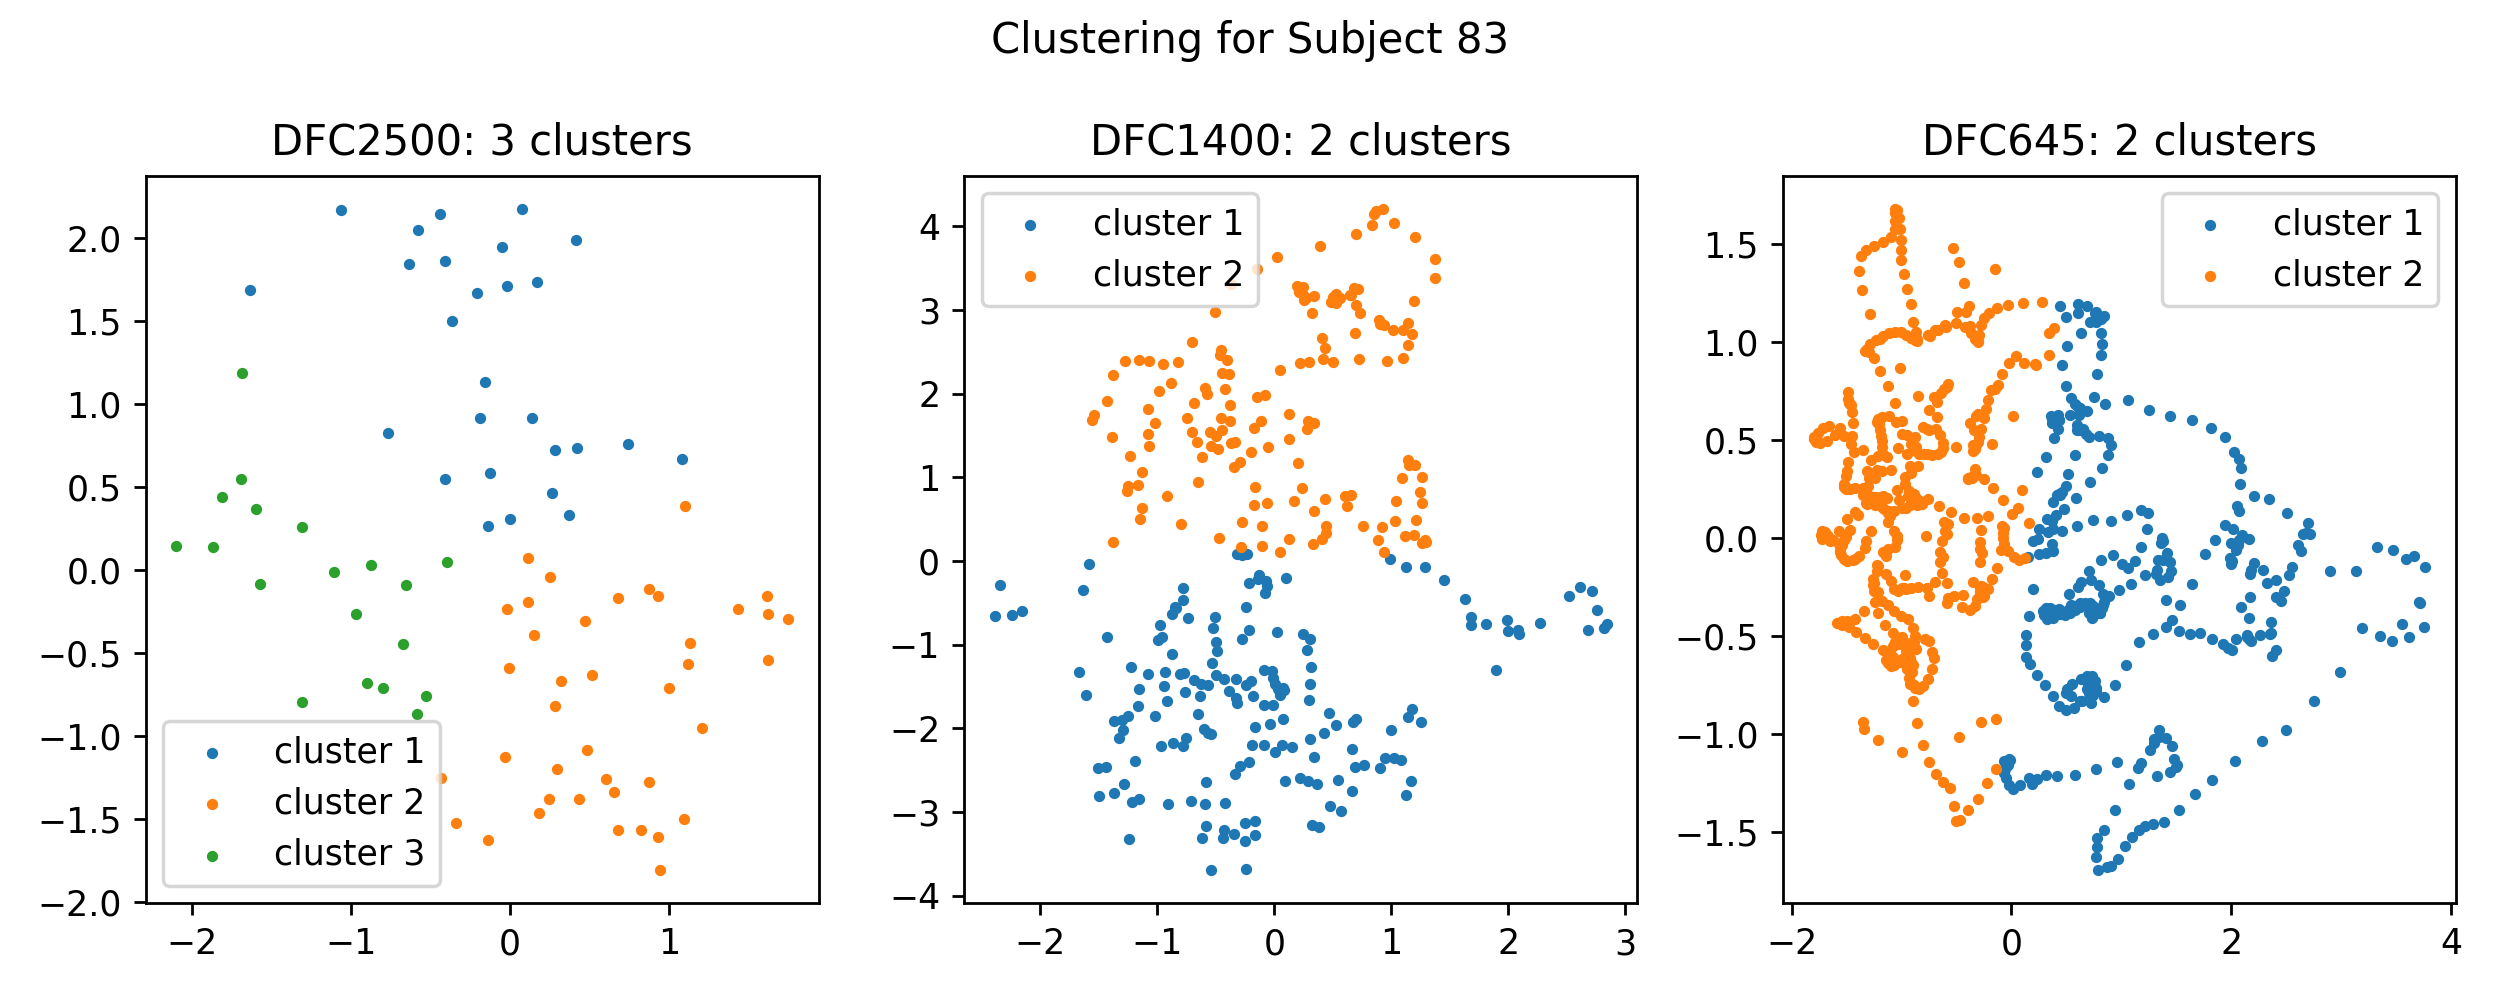 Clustering for Subject 83
DFC2500: 3 clusters
2.0
1.5
1.0
0.5
0.0
−0.5
−1.0
−1.5
−2.0
−2 −1 0 1
cluster 1
cluster 2
cluster 3
DFC1400: 2 clusters
4
3
2
1
0
−1
−2
−3
−4
−2 −1 0 1 2 3
cluster 1
cluster 2
DFC645: 2 clusters
1.5
1.0
0.5
0.0
−0.5
−1.0
−1.5
−2 0 2 4
cluster 1
cluster 2